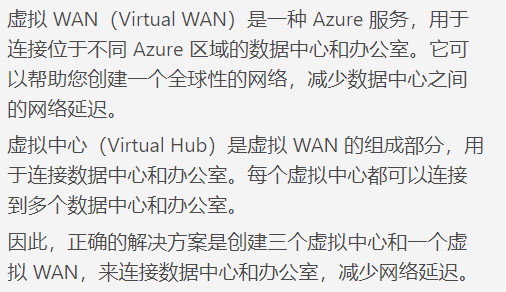 虚拟 WAN（Virtual WAN）是一种 Azure 服务，用于
连接位于不同 Azure 区域的数据中心和办公室。它可
以帮助您创建一个全球性的网络，减少数据中心之间
的网络延迟。
虚拟中心（Virtual Hub）是虚拟 WAN 的组成部分，用
于连接数据中心和办公室。每个虚拟中心都可以连接
到多个数据中心和办公室。
因此，正确的解决方案是创建三个虚拟中心和一个虚
拟 WAN，来连接数据中心和办公室，减少网络延迟。